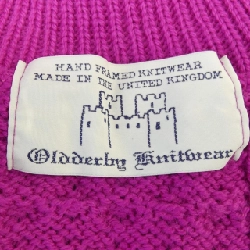 HAND FRAMED KNITWEAR
MADE IN THE UNITED KINGDOM
Oldderby Knitwear